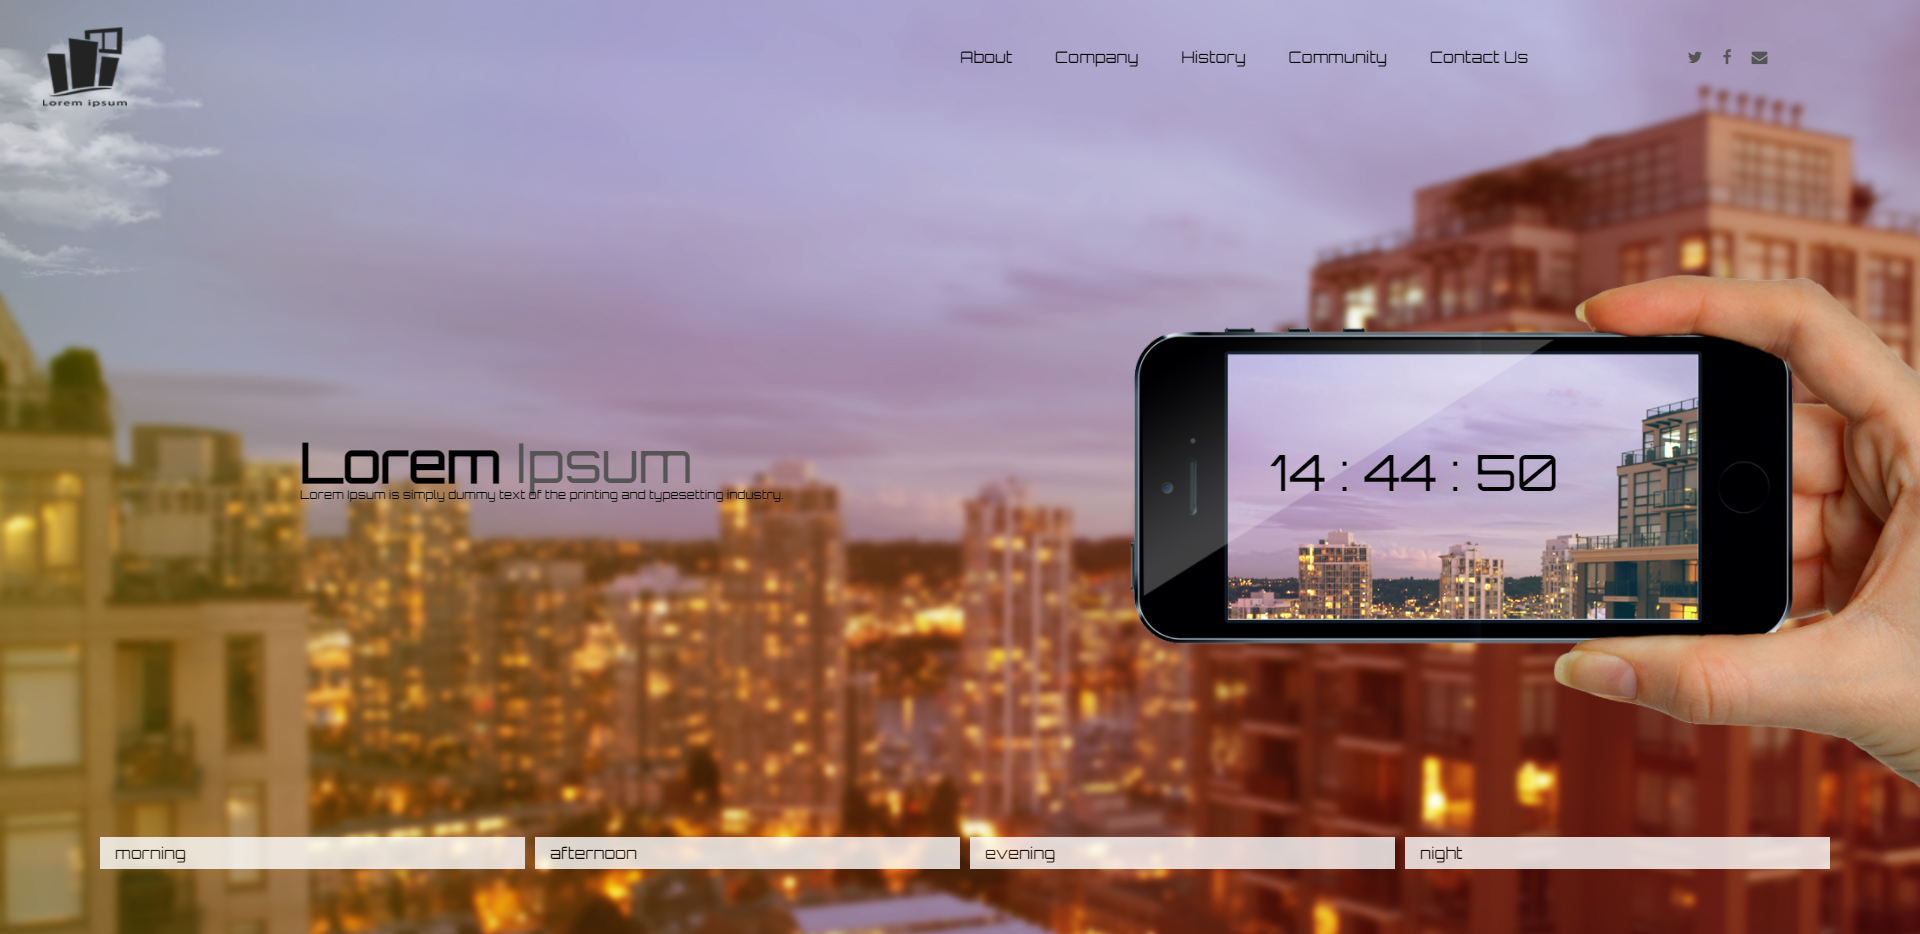 Lorem ipsum
About Company History Community Contact Us
14 : 44 : 50
Lorem Ipsum
Lorem Ipsum is simply dummy text of the printing and typesetting industry.
morning afternoon evening night